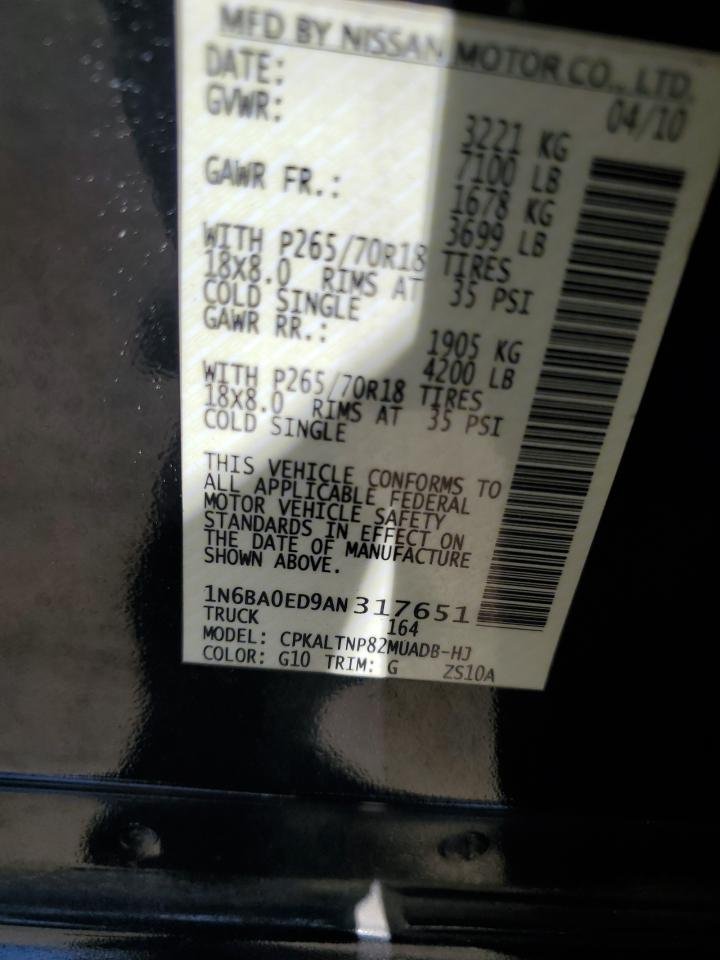 MFD BY NISSAN MOTOR CO., LTD.
DATE: 04/10
GVWR: 3221 KG
7100 LB
GAWR FR.: 1678 KG
3699 LB
WITH P265/70R18 TIRES
18X8.0 RIMS AT 35 PSI
COLD SINGLE
GAWR RR.: 1905 KG
4200 LB
WITH P265/70R18 TIRES
18X8.0 RIMS AT 35 PSI
COLD SINGLE
THIS VEHICLE CONFORMS TO
ALL APPLICABLE FEDERAL
MOTOR VEHICLE SAFETY
STANDARDS IN EFFECT ON
THE DATE OF MANUFACTURE
SHOWN ABOVE.
1N6BA0ED9AN317651
TRUCK 164
MODEL: CPKALTNP82MUADB-HJ
COLOR: G10 TRIM: G ZS10A